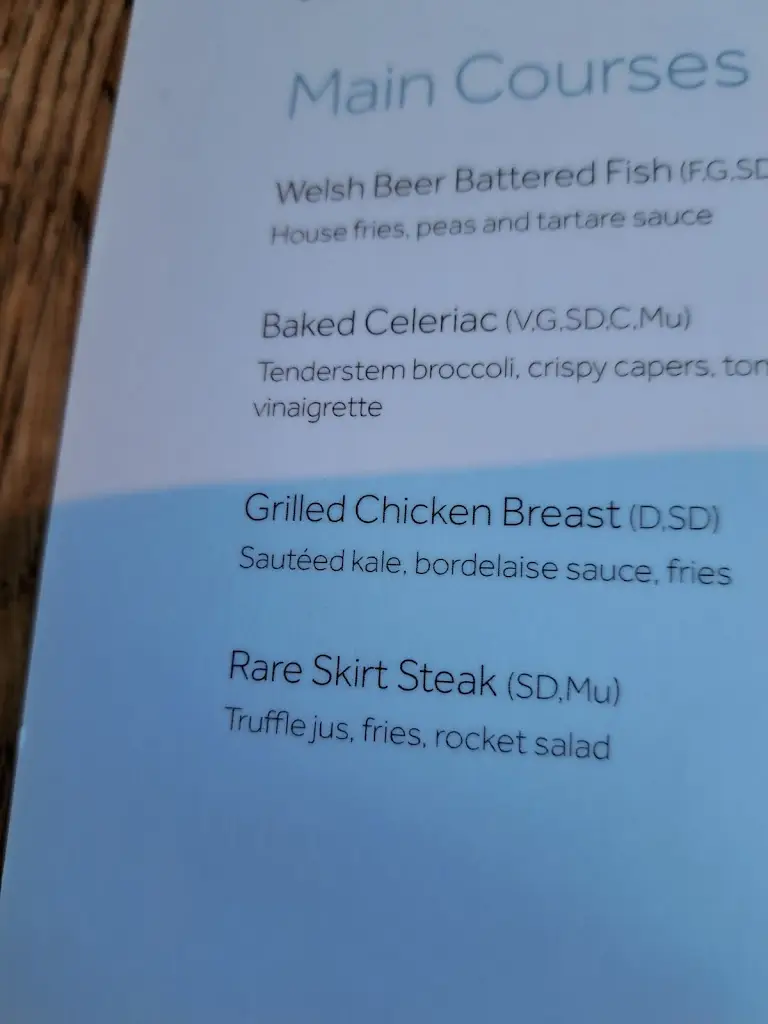 Main Courses
Welsh Beer Battered Fish (F,G,SD
House fries, peas and tartare sauce
Baked Celeriac (V,G,SD,C,Mu)
Tenderstem broccoli, crispy capers, tom
vinaigrette
Grilled Chicken Breast (D,SD)
Sautéed kale, bordelaise sauce, fries
Rare Skirt Steak (SD,Mu)
Truffle jus, fries, rocket salad